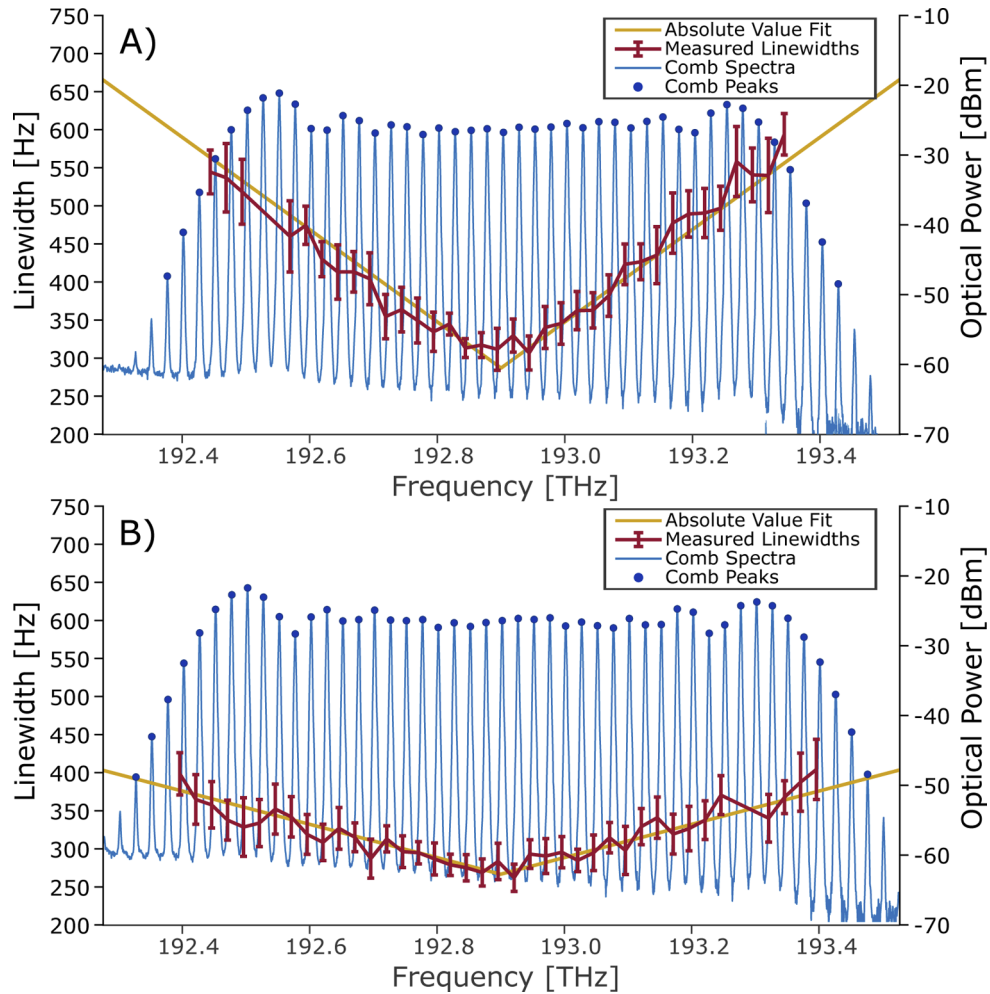 A)
Absolute Value Fit
Measured Linewidths
Comb Spectra
Comb Peaks
Linewidth [Hz]
750
700
650
600
550
500
450
400
350
300
250
200
Optical Power [dBm]
-10
-20
-30
-40
-50
-60
-70
192.4 192.6 192.8 193.0 193.2 193.4
Frequency [THz]
B)
Absolute Value Fit
Measured Linewidths
Comb Spectra
Comb Peaks
Linewidth [Hz]
750
700
650
600
550
500
450
400
350
300
250
200
Optical Power [dBm]
-10
-20
-30
-40
-50
-60
-70
192.4 192.6 192.8 193.0 193.2 193.4
Frequency [THz]